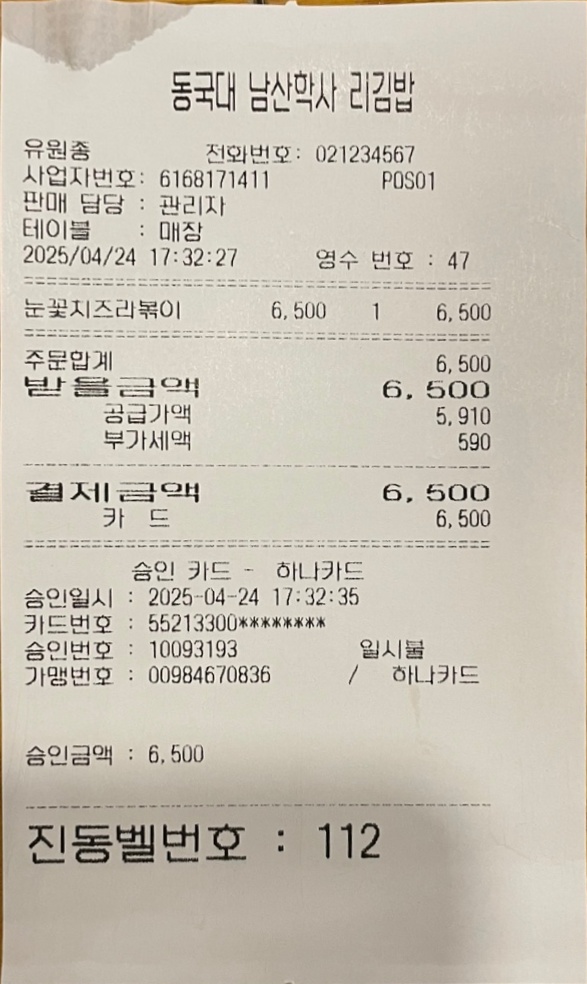 동국대 남산학사 리김밥
유원종 전화번호: 021234567
사업자번호: 6168171411 POS01
판매 담당 : 관리자
테이블 : 매장
2025/04/24 17:32:27 영수 번호 : 47
눈꽃치즈라볶이 6,500 1 6,500
주문합계 6,500
받을금액 6,500
공급가액 5,910
부가세액 590
결제금액 6,500
카 드 6,500
승인 카드 - 하나카드
승인일시 : 2025-04-24 17:32:35
카드번호 : 55213300********
승인번호 : 10093193 일시불
가맹번호 : 00984670836 / 하나카드
승인금액 : 6,500
진동벨번호 : 112